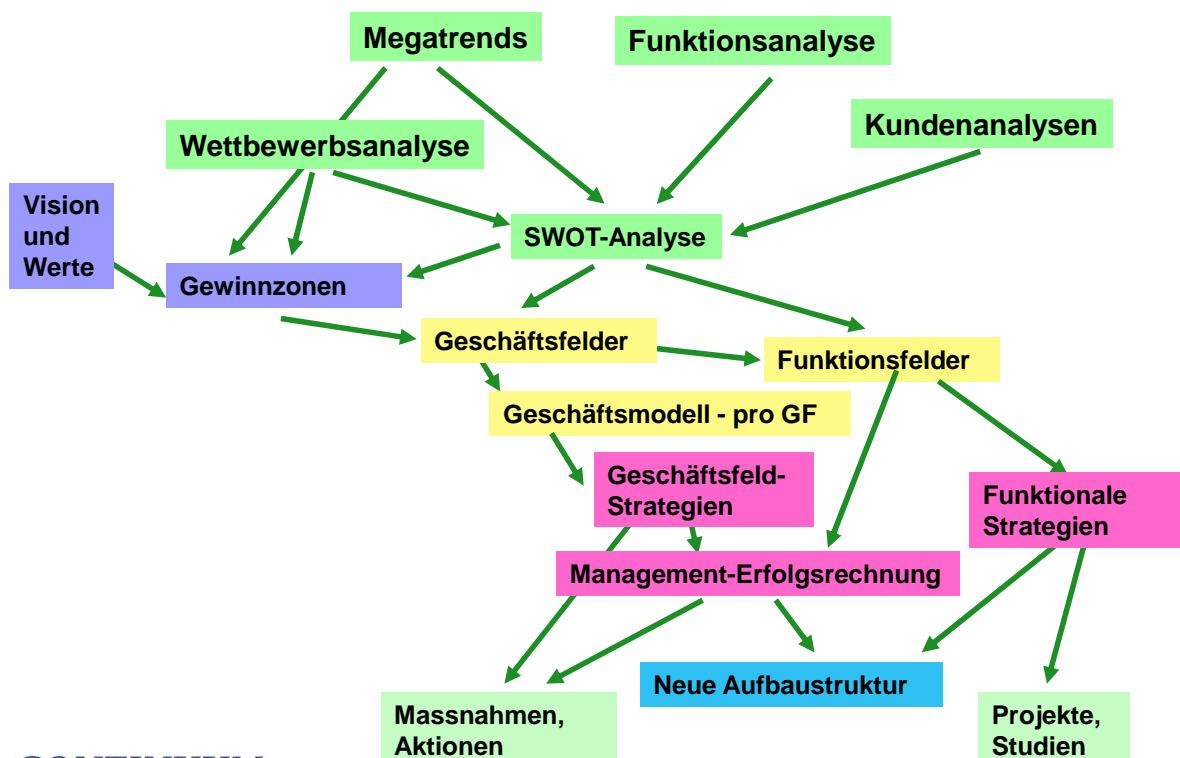 Megatrends
Funktionsanalyse
Kundenanalysen
Wettbewerbsanalyse
Vision
und
Werte
SWOT-Analyse
Gewinnzonen
Geschäftsfelder
Funktionsfelder
Geschäftsmodell - pro GF
Geschäftsfeld-
Strategien
Funktionale
Strategien
Management-Erfolgsrechnung
Neue Aufbaustruktur
Massnahmen,
Aktionen
Projekte,
Studien